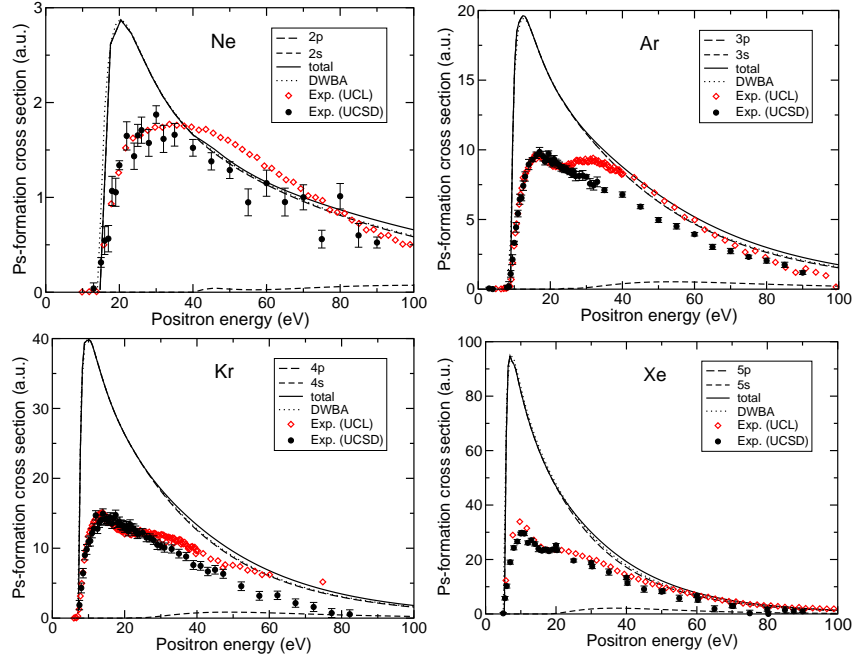 Ne
2p
2s
total
DWBA
Exp. (UCL)
Exp. (UCSD)
Ps-formation cross section (a.u.)
3
2
1
0
0 20 40 60 80 100
Positron energy (eV)
Ar
3p
3s
total
DWBA
Exp. (UCL)
Exp. (UCSD)
Ps-formation cross section (a.u.)
20
15
10
5
0
0 20 40 60 80 100
Positron energy (eV)
Kr
4p
4s
total
DWBA
Exp. (UCL)
Exp. (UCSD)
Ps-formation cross section (a.u.)
40
30
20
10
0
0 20 40 60 80 100
Positron energy (eV)
Xe
5p
5s
total
DWBA
Exp. (UCL)
Exp. (UCSD)
Ps-formation cross section (a.u.)
100
80
60
40
20
0
0 20 40 60 80 100
Positron energy (eV)